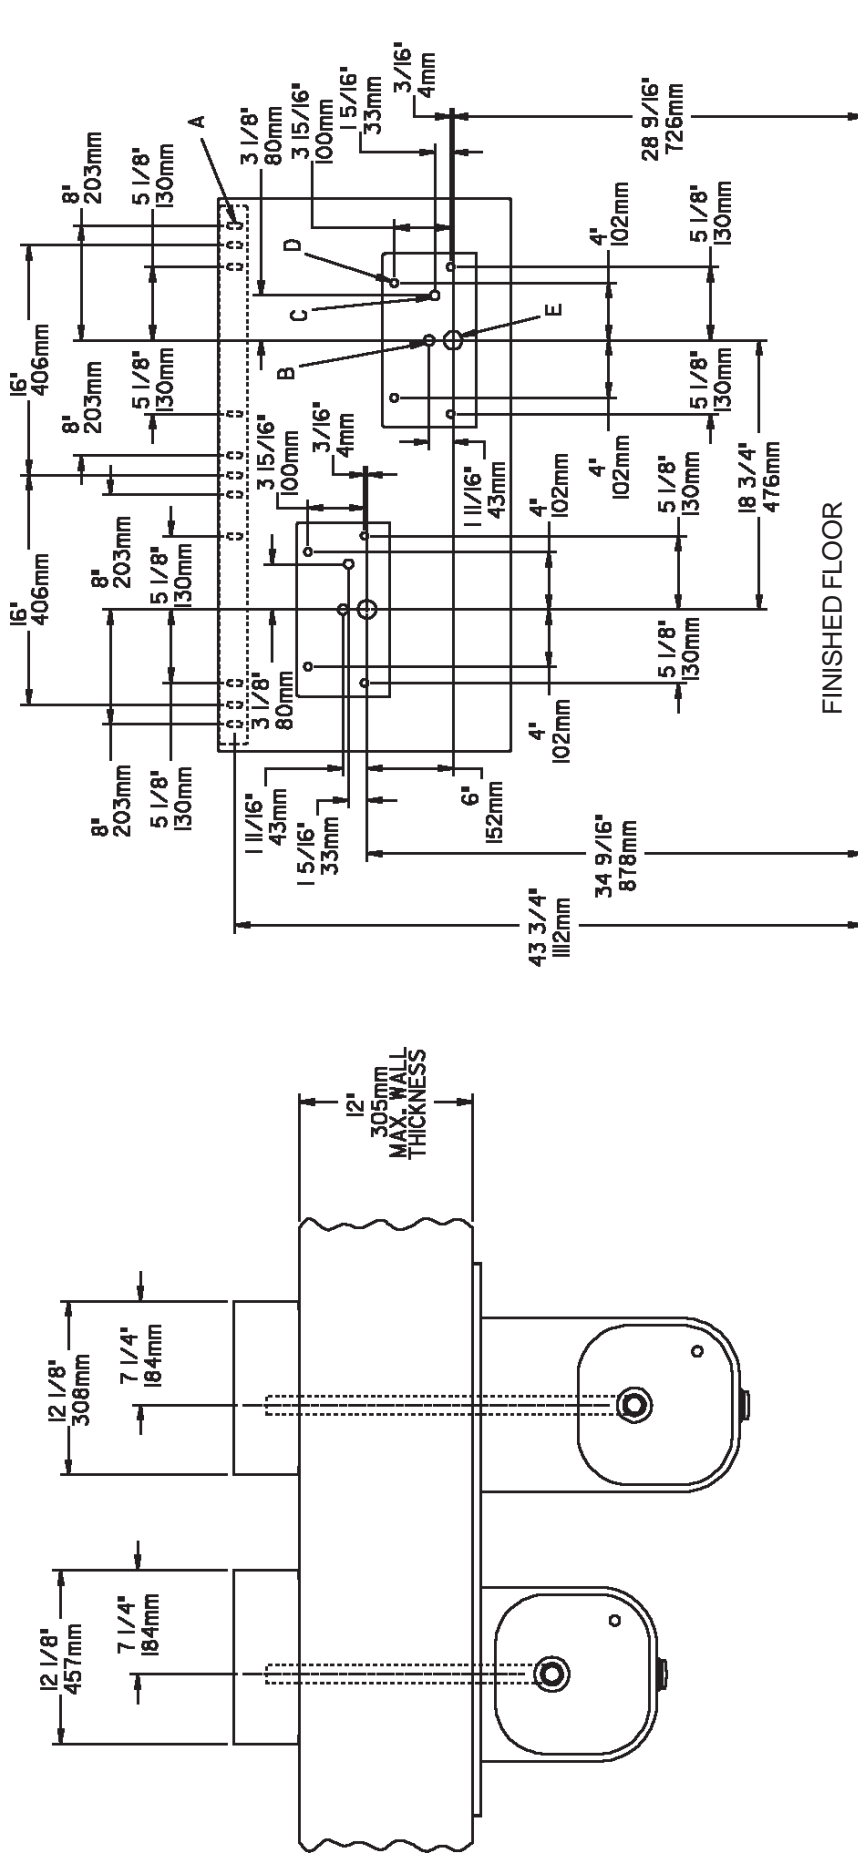 12 1/8"
457mm
7 1/4"
184mm
12 1/8"
308mm
7 1/4"
184mm
12"
305mm
MAX. WALL
THICKNESS
16"
406mm
16"
406mm
8"
203mm
8"
203mm
8"
203mm
8"
203mm
5 1/8"
130mm
5 1/8"
130mm
5 1/8"
130mm
5 1/8"
130mm
A
3 1/8"
80mm
3 15/16"
100mm
3/16"
4mm
3 1/8"
80mm
3 15/16"
100mm
1 5/16"
33mm
3/16"
4mm
B
C
D
E
1 11/16"
43mm
1 5/16"
33mm
1 11/16"
43mm
6"
152mm
4"
102mm
4"
102mm
4"
102mm
4"
102mm
5 1/8"
130mm
5 1/8"
130mm
5 1/8"
130mm
5 1/8"
130mm
43 3/4"
1112mm
34 9/16"
878mm
18 3/4"
476mm
28 9/16"
726mm
FINISHED FLOOR